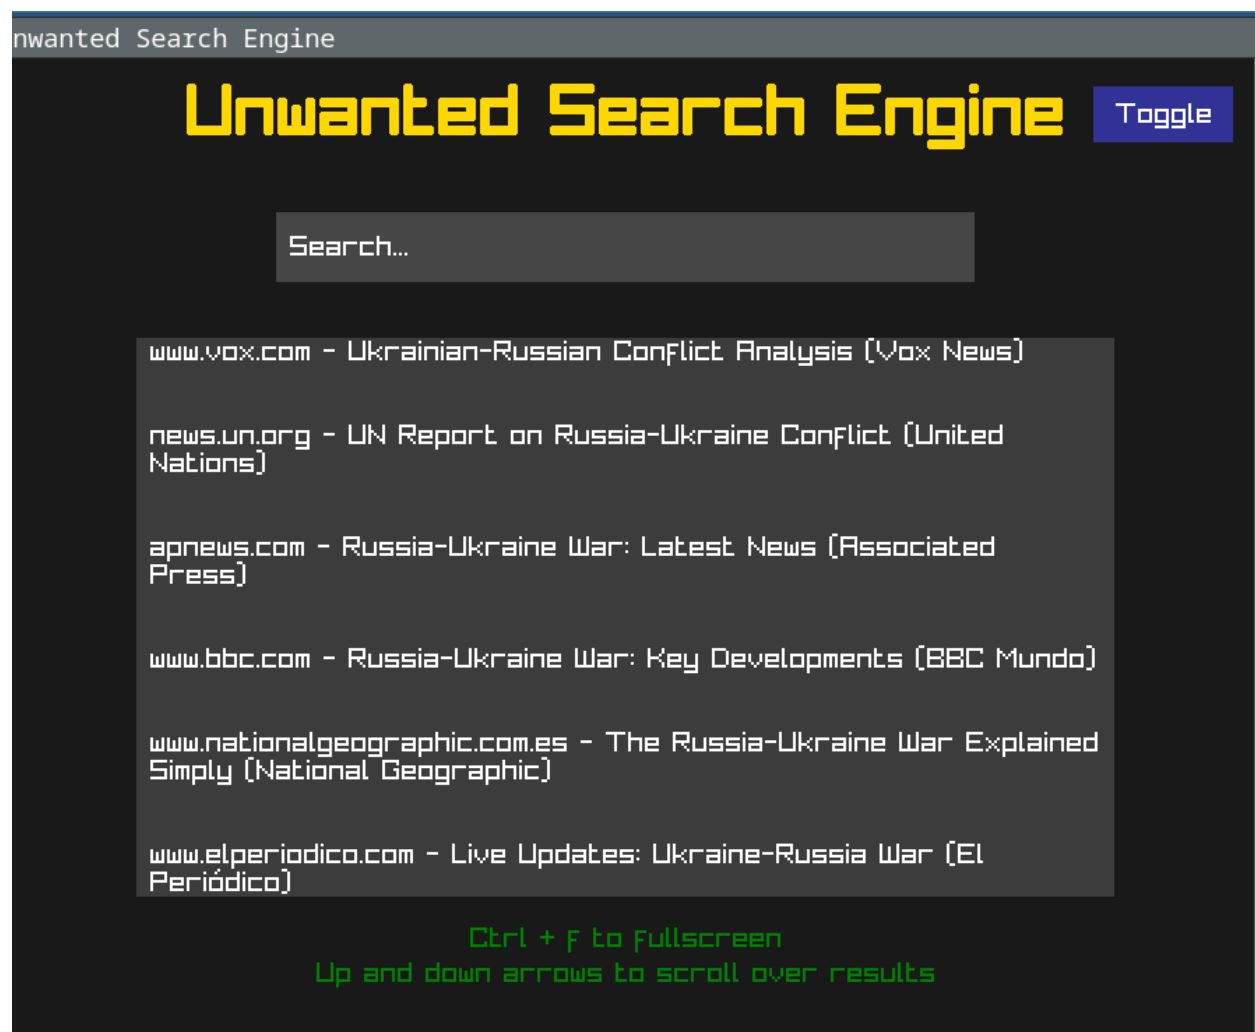 nwanted Search Engine
Unwanted Search Engine
Toggle
Search...
www.vox.com - Ukrainian-Russian Conflict Analysis (Vox News)
news.un.org - UN Report on Russia-Ukraine Conflict (United
Nations)
apnews.com - Russia-Ukraine War: Latest News (Associated
Press)
www.bbc.com - Russia-Ukraine War: Key Developments (BBC Mundo)
www.nationalgeographic.com.es - The Russia-Ukraine War Explained
Simply (National Geographic)
www.elperiodico.com - Live Updates: Ukraine-Russia War (El
Periódico)
Ctrl + F to Fullscreen
Up and down arrows to scroll over results